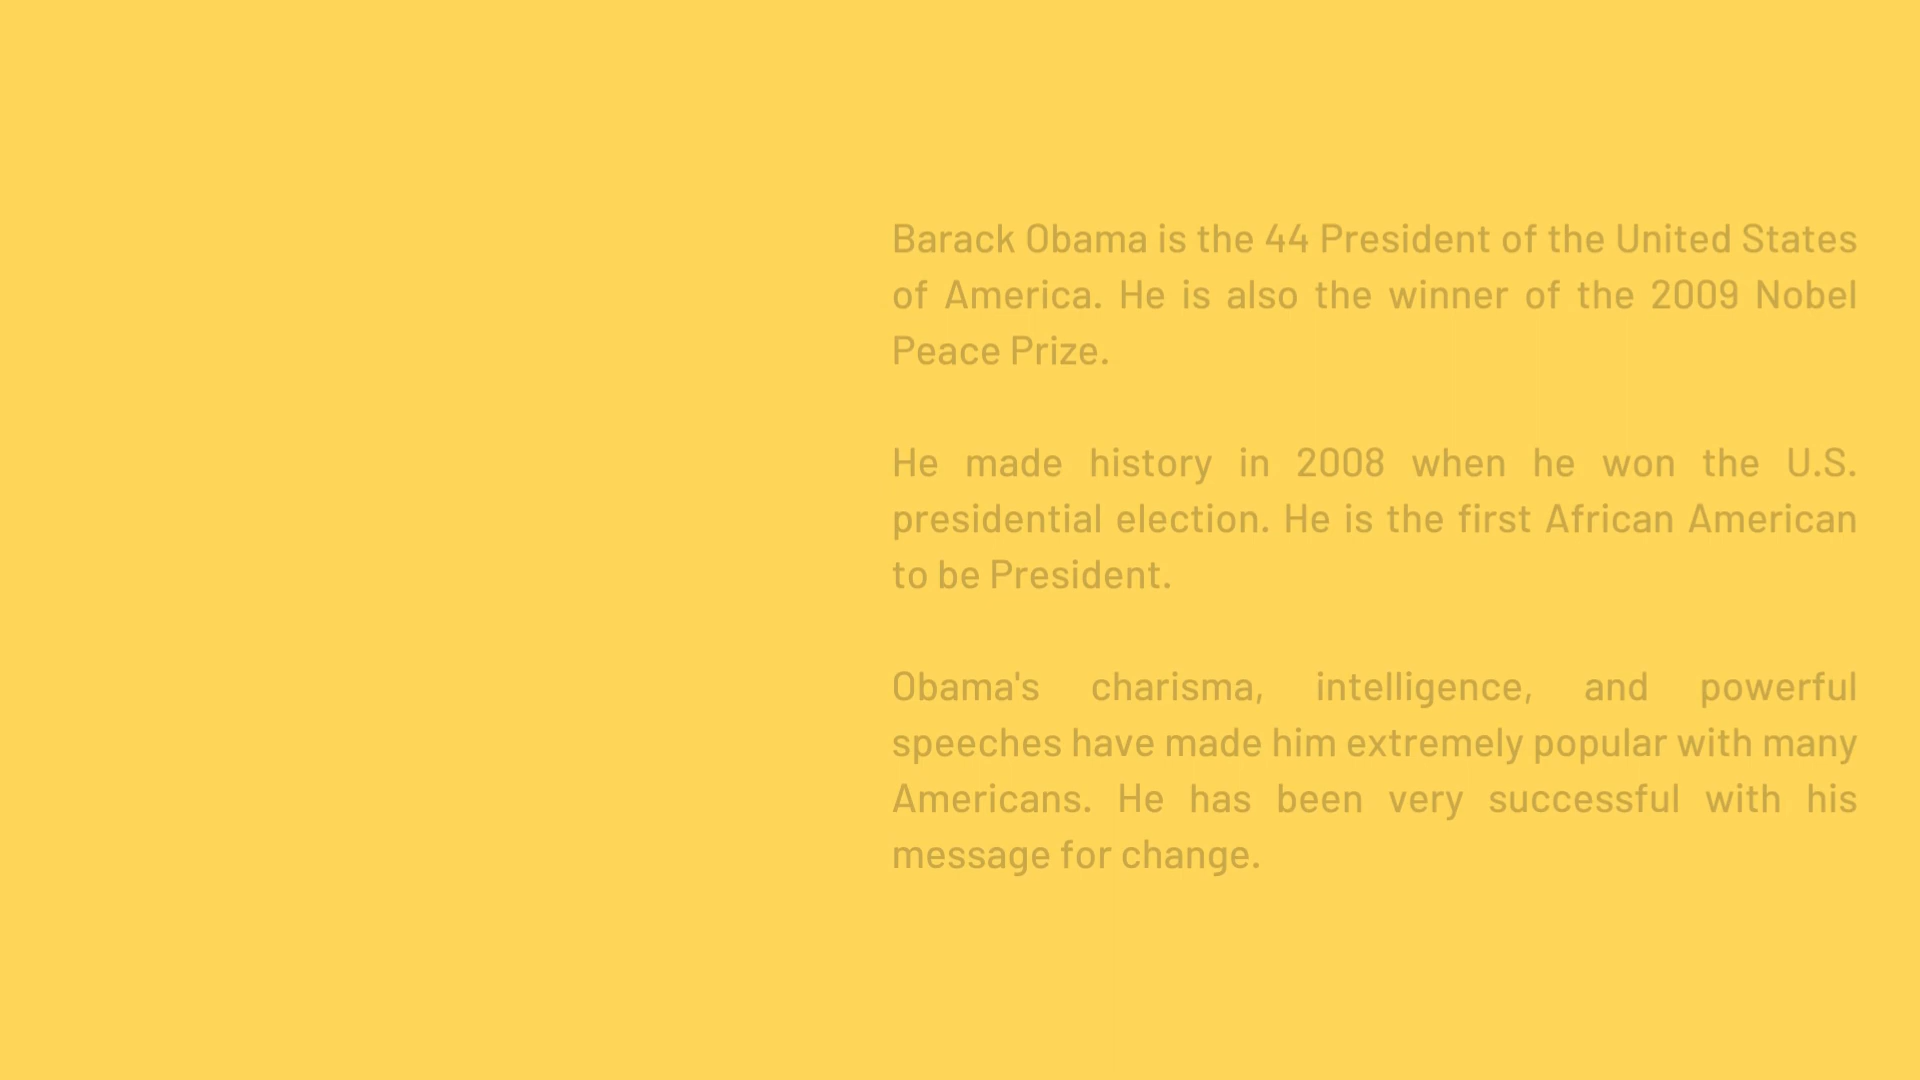 Barack Obama is the 44 President of the United States
of America. He is also the winner of the 2009 Nobel
Peace Prize.
He made history in 2008 when he won the U.S.
presidential election. He is the first African American
to be President.
Obama's charisma, intelligence, and powerful
speeches have made him extremely popular with many
Americans. He has been very successful with his
message for change.